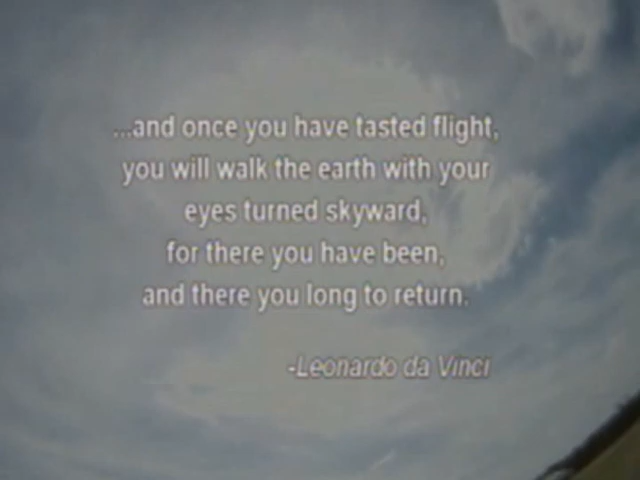 ...and once you have tasted flight,
you will walk the earth with your
eyes turned skyward,
for there you have been,
and there you long to return.
-Leonardo da Vinci